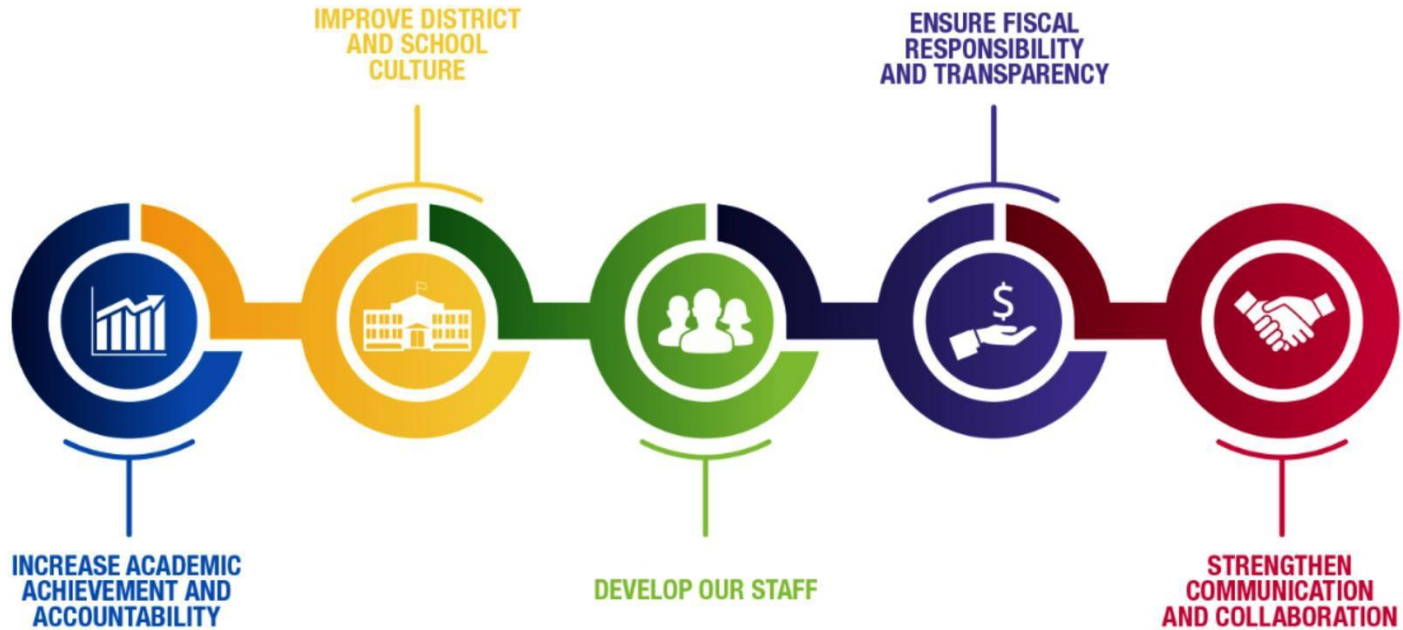 IMPROVE DISTRICT
AND SCHOOL
CULTURE
ENSURE FISCAL
RESPONSIBILITY
AND TRANSPARENCY
$
INCREASE ACADEMIC
ACHIEVEMENT AND
ACCOUNTABILITY
DEVELOP OUR STAFF
STRENGTHEN
COMMUNICATION
AND COLLABORATION